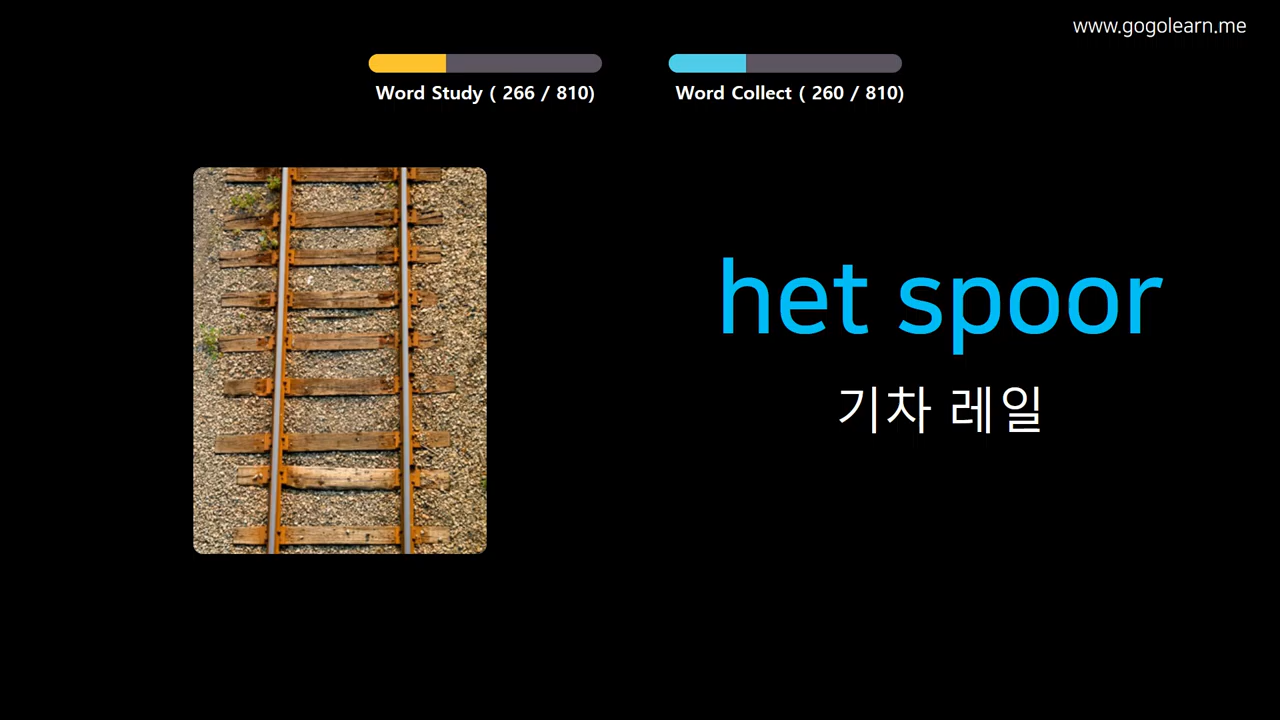 www.gogolearn.me
Word Study ( 266 / 810)
Word Collect ( 260 / 810)
het spoor
기차 레일